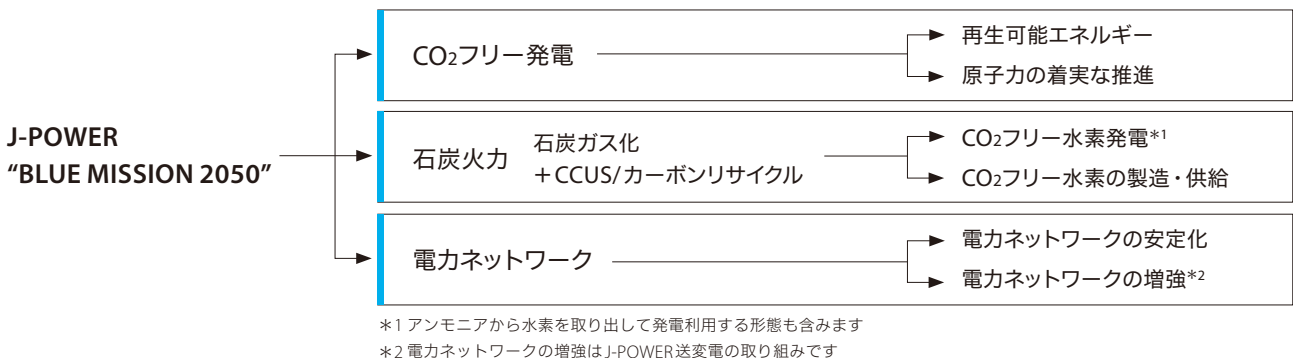 J-POWER
“BLUE MISSION 2050”
CO2フリー発電
再生可能エネルギー
原子力の着実な推進
石炭火力
石炭ガス化
＋CCUS/カーボンリサイクル
CO2フリー水素発電*1
CO2フリー水素の製造・供給
電力ネットワーク
電力ネットワークの安定化
電力ネットワークの増強*2
*1 アンモニアから水素を取り出して発電利用する形態も含みます
*2 電力ネットワークの増強はJ-POWER送変電の取り組みです